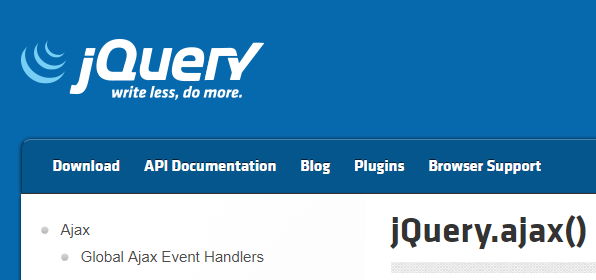 jQuery
write less, do more.
Download API Documentation Blog Plugins Browser Support
Ajax
Global Ajax Event Handlers
jQuery.ajax()